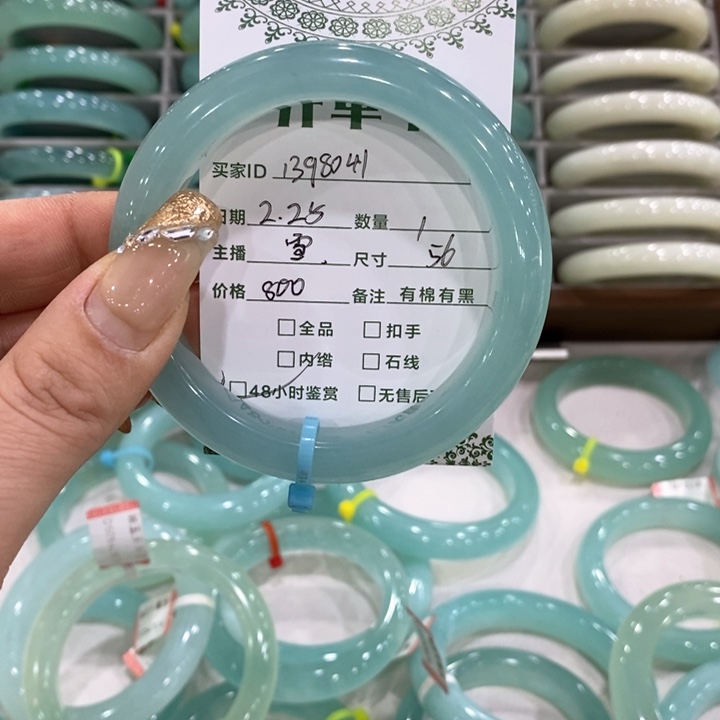 买家ID 1398041
日期 2.25 数量 1
主播 雪 尺寸 56
价格 800 备注 有棉有黑
□全品 □扣手
□内绺 □石线
□48小时鉴赏 □无售后